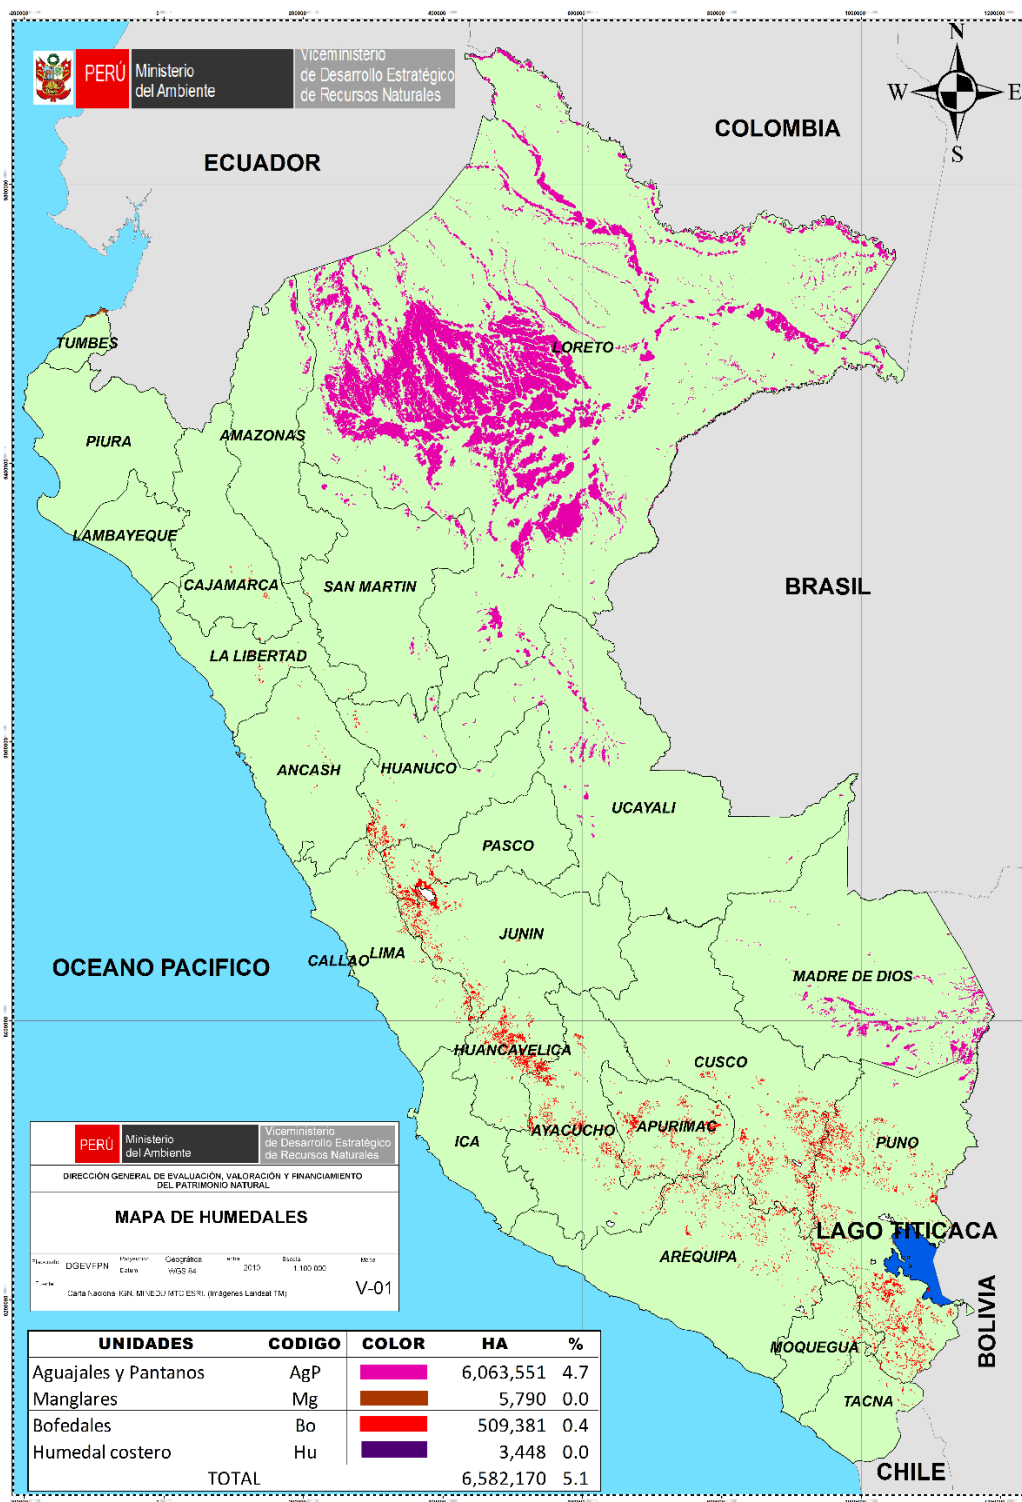 PERÚ
Ministerio
del Ambiente
Viceministerio
de Desarrollo Estratégico
de Recursos Naturales
N
W
E
S
COLOMBIA
ECUADOR
TUMBES
LORETO
PIURA
AMAZONAS
LAMBAYEQUE
CAJAMARCA
SAN MARTIN
BRASIL
LA LIBERTAD
ANCASH
HUANUCO
UCAYALI
PASCO
JUNIN
OCEANO PACIFICO
CALLAO
LIMA
MADRE DE DIOS
HUANCAVELICA
CUSCO
ICA
AYACUCHO
APURIMAC
PUNO
LAGO TITICACA
AREQUIPA
BOLIVIA
MOQUEGUA
TACNA
CHILE
PERÚ
Ministerio
del Ambiente
Viceministerio
de Desarrollo Estratégico
de Recursos Naturales
DIRECCIÓN GENERAL DE EVALUACIÓN, VALORACIÓN Y FINANCIAMIENTO
DEL PATRIMONIO NATURAL
MAPA DE HUMEDALES
DGEVFPN
Geográfica
WGS 84
2010
1:100 000
V-01
UNIDADES CODIGO COLOR HA %
Aguajales y Pantanos AgP 6,063,551 4.7
Manglares Mg 5,790 0.0
Bofedales Bo 509,381 0.4
Humedal costero Hu 3,448 0.0
TOTAL 6,582,170 5.1